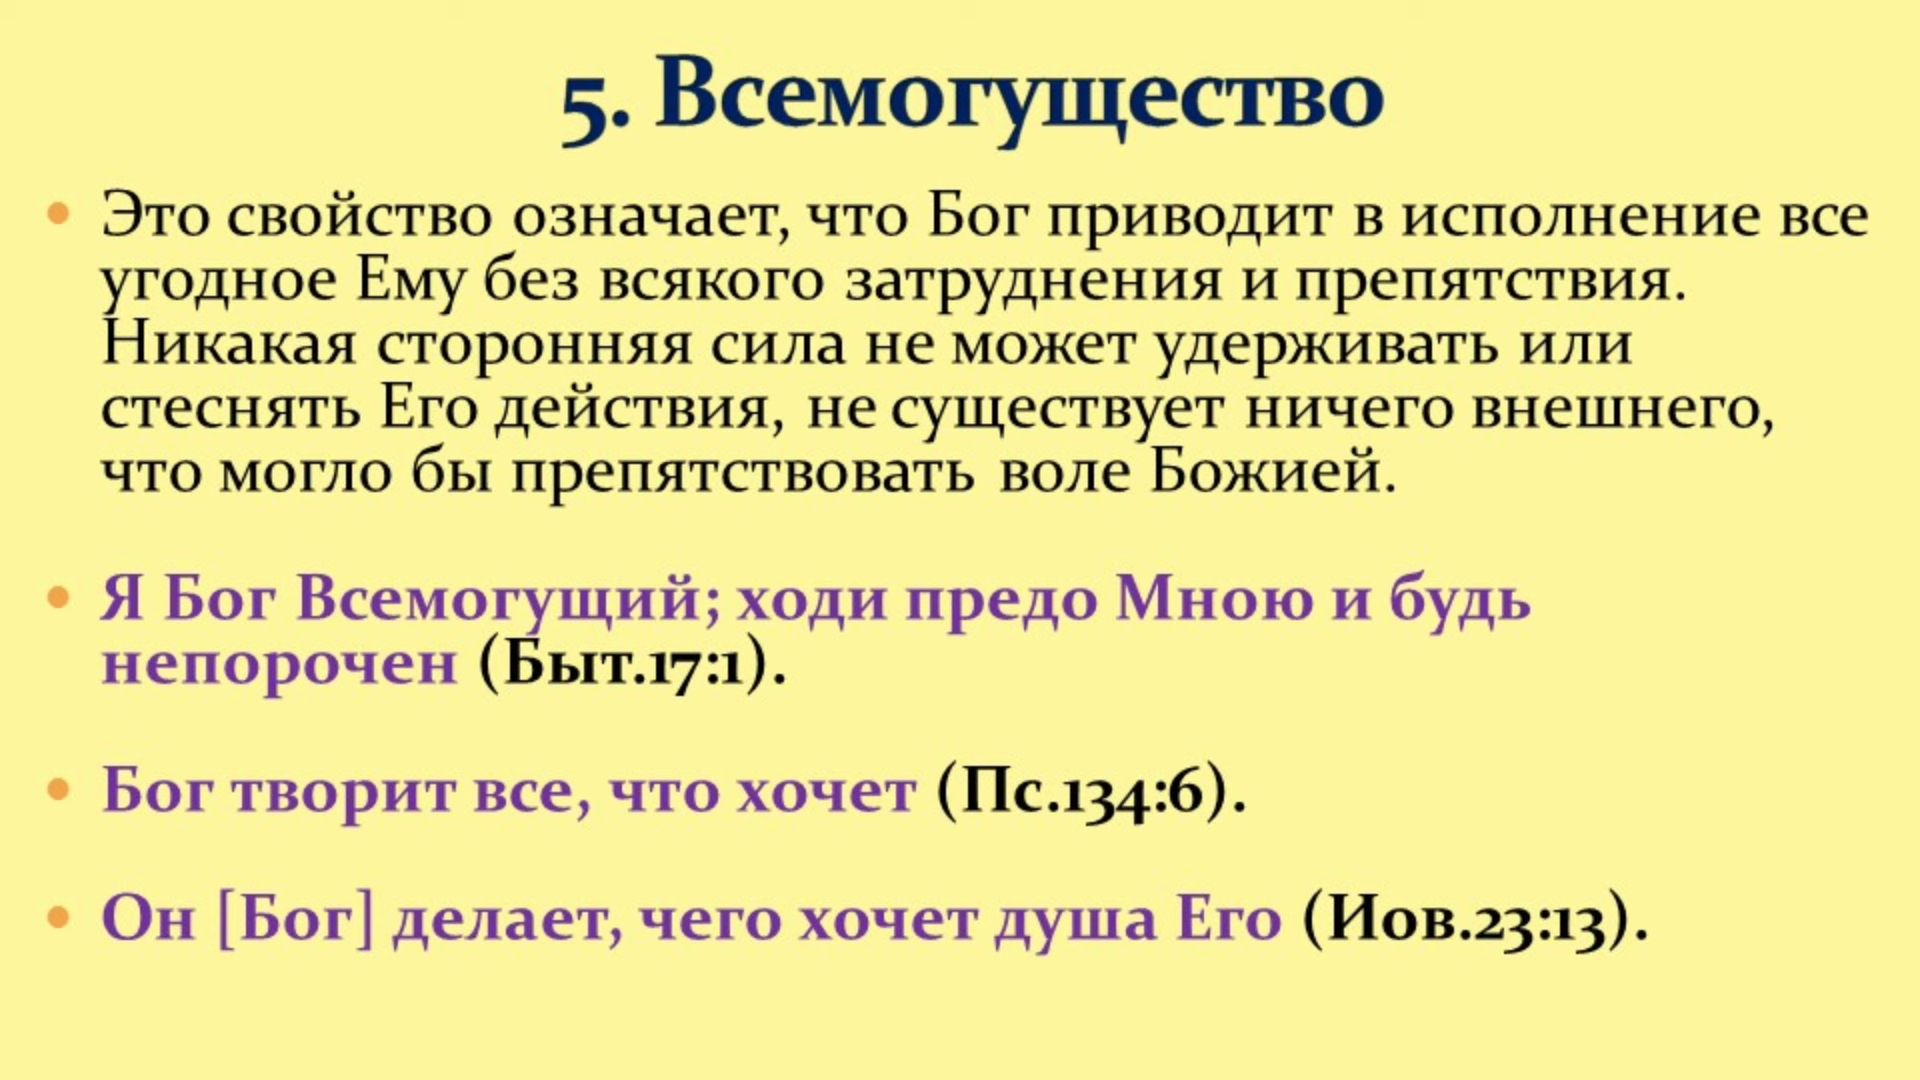 5. Всемогущество
• Это свойство означает, что Бог приводит в исполнение все
угодное Ему без всякого затруднения и препятствия.
Никакая сторонняя сила не может удерживать или
стеснять Его действия, не существует ничего внешнего,
что могло бы препятствовать воле Божией.
• Я Бог Всемогущий; ходи предо Мною и будь
непорочен (Быт.17:1).
• Бог творит все, что хочет (Пс.134:6).
• Он [Бог] делает, чего хочет душа Его (Иов.23:13).